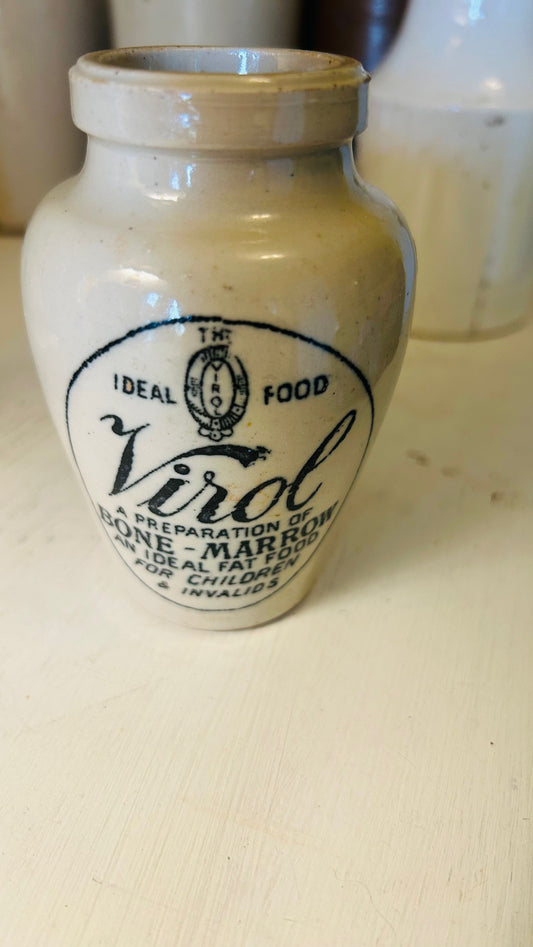 THE
IDEAL VIROL FOOD
Virol
A PREPARATION OF
BONE - MARROW
AN IDEAL FAT FOOD
FOR CHILDREN
& INVALIDS